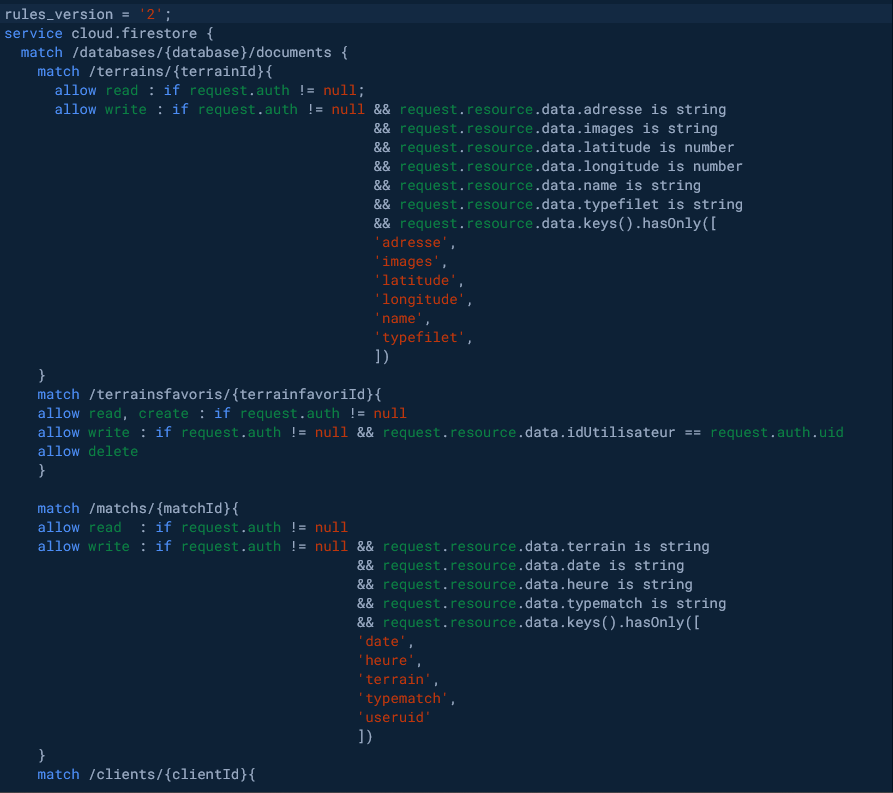 rules_version = '2';
service cloud.firestore {
  match /databases/{database}/documents {
    match /terrains/{terrainId}{
      allow read : if request.auth != null;
      allow write : if request.auth != null && request.resource.data.adresse is string
                                            && request.resource.data.images is string
                                            && request.resource.data.latitude is number
                                            && request.resource.data.longitude is number
                                            && request.resource.data.name is string
                                            && request.resource.data.typefilet is string
                                            && request.resource.data.keys().hasOnly([
                                            'adresse',
                                            'images',
                                            'latitude',
                                            'longitude',
                                            'name',
                                            'typefilet',
                                            ])
    }
    match /terrainsfavoris/{terrainfavoriId}{
    allow read, create : if request.auth != null
    allow write : if request.auth != null && request.resource.data.idUtilisateur == request.auth.uid
    allow delete
    }

    match /matchs/{matchId}{
    allow read  : if request.auth != null
    allow write : if request.auth != null && request.resource.data.terrain is string
                                          && request.resource.data.date is string
                                          && request.resource.data.heure is string
                                          && request.resource.data.typematch is string
                                          && request.resource.data.keys().hasOnly([
                                          'date',
                                          'heure',
                                          'terrain',
                                          'typematch',
                                          'useruid'
                                          ])
    }
    match /clients/{clientId}{